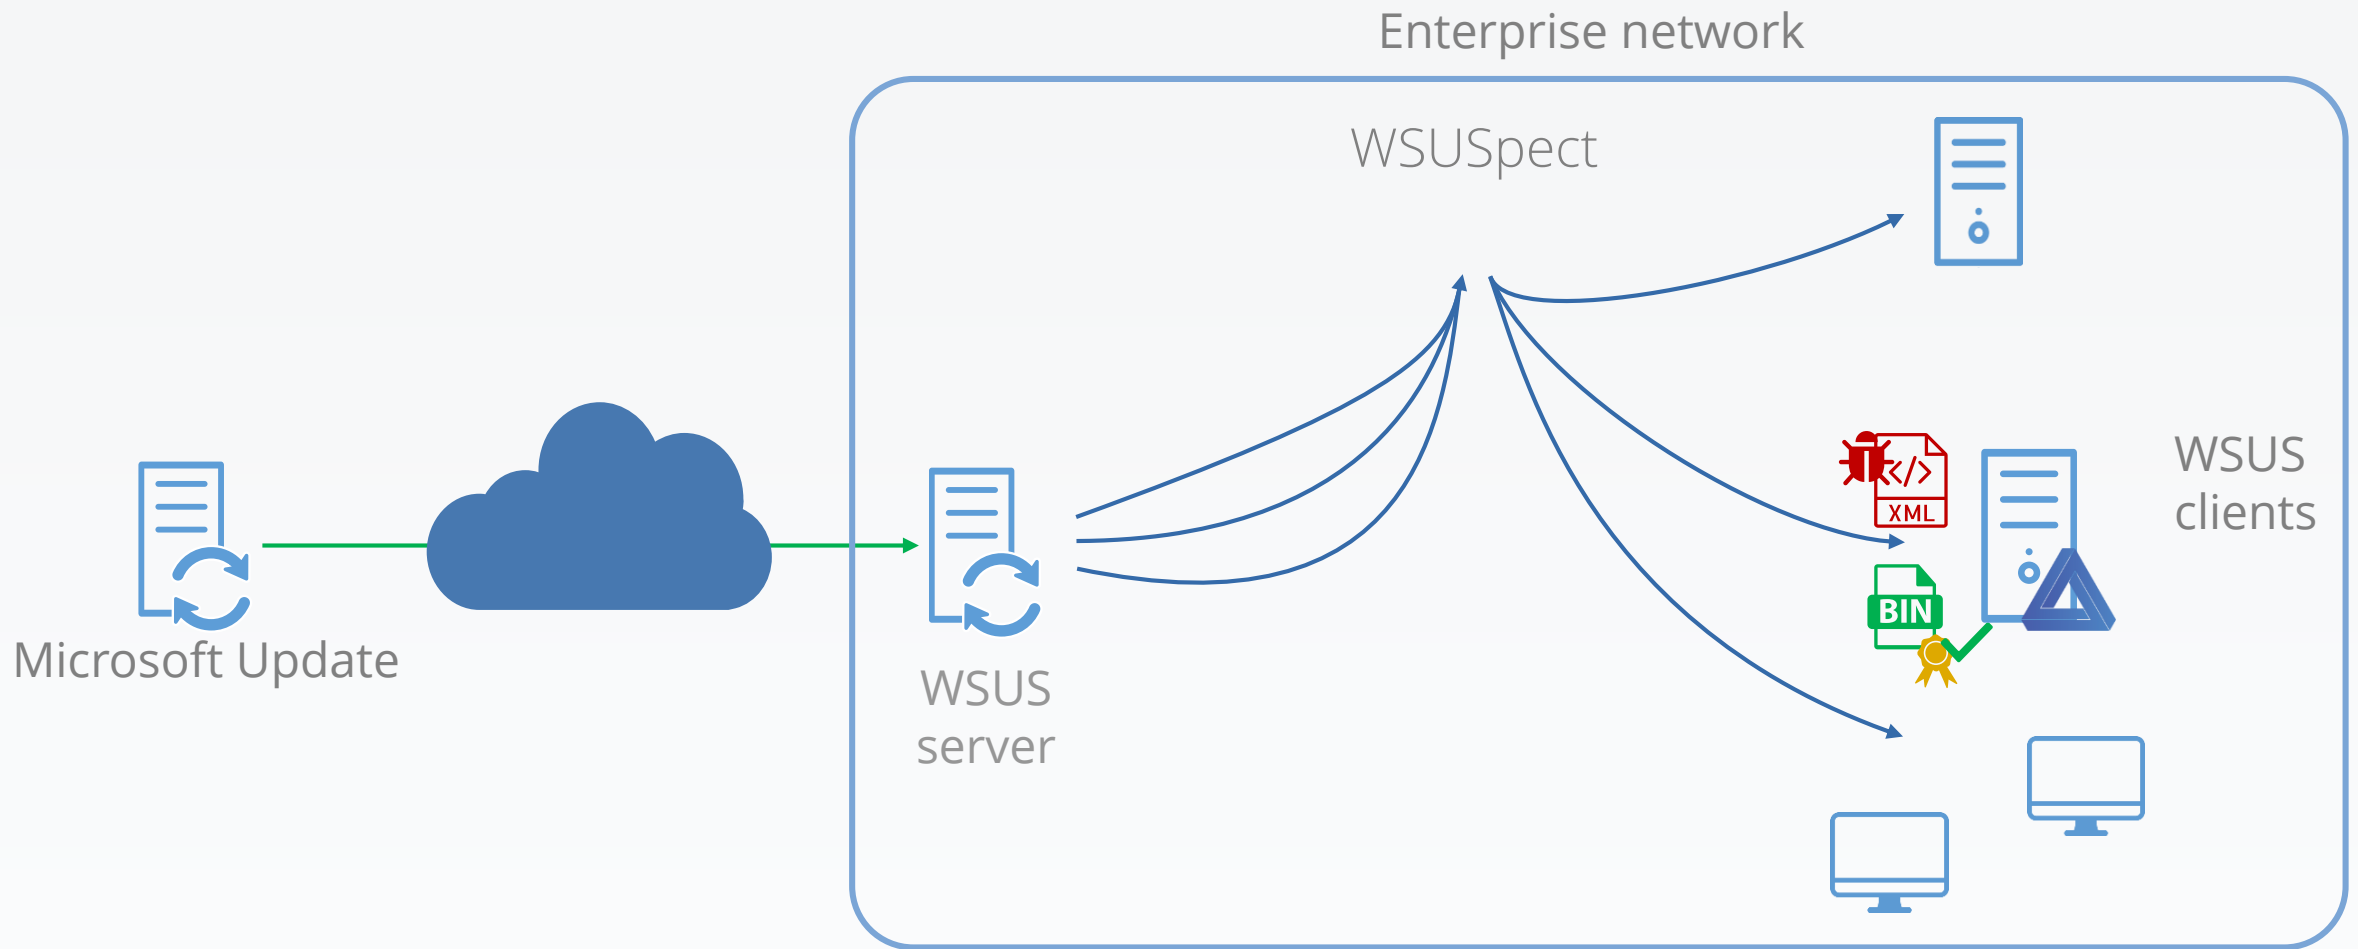 Enterprise network
WSUSpect
XML
WSUS
clients
BIN
Microsoft Update
WSUS
server